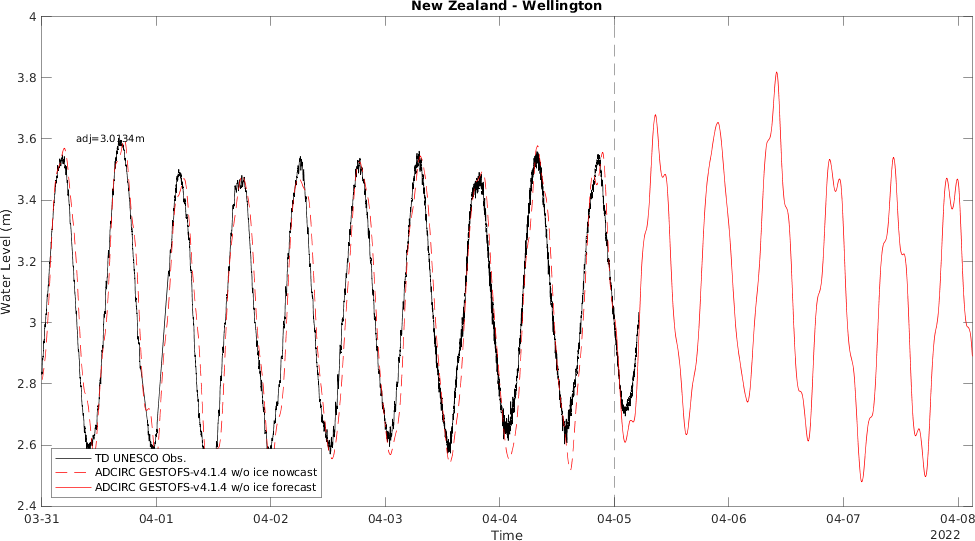 New Zealand - Wellington
4
3.8
3.6
3.4
3.2
3
2.8
2.6
2.4
Water Level (m)
adj=3.0134m
TD UNESCO Obs.
ADCIRC GESTOFS-v4.1.4 w/o ice nowcast
ADCIRC GESTOFS-v4.1.4 w/o ice forecast
03-31 04-01 04-02 04-03 04-04 04-05 04-06 04-07 04-08
Time
2022